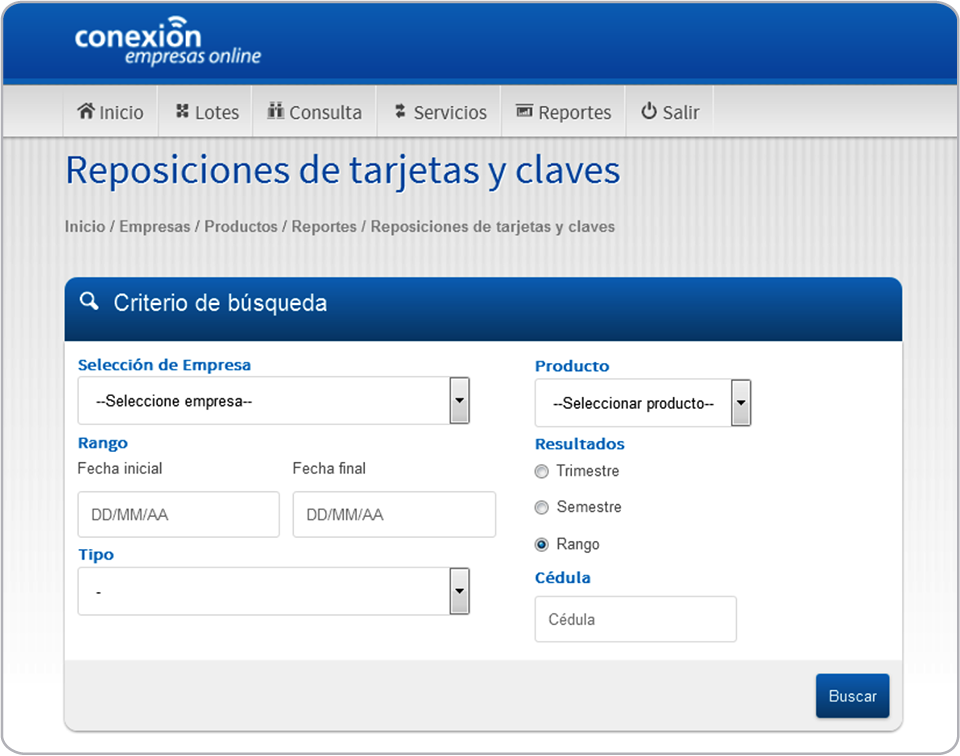 conexión
empresas online
Inicio Lotes Consulta Servicios Reportes Salir
Reposiciones de tarjetas y claves
Inicio / Empresas / Productos / Reportes / Reposiciones de tarjetas y claves
Criterio de búsqueda
Selección de Empresa
--Seleccione empresa--
Rango
Fecha inicial Fecha final
DD/MM/AA DD/MM/AA
Tipo
-
Producto
--Seleccionar producto--
Resultados
Trimestre
Semestre
Rango
Cédula
Cédula
Buscar